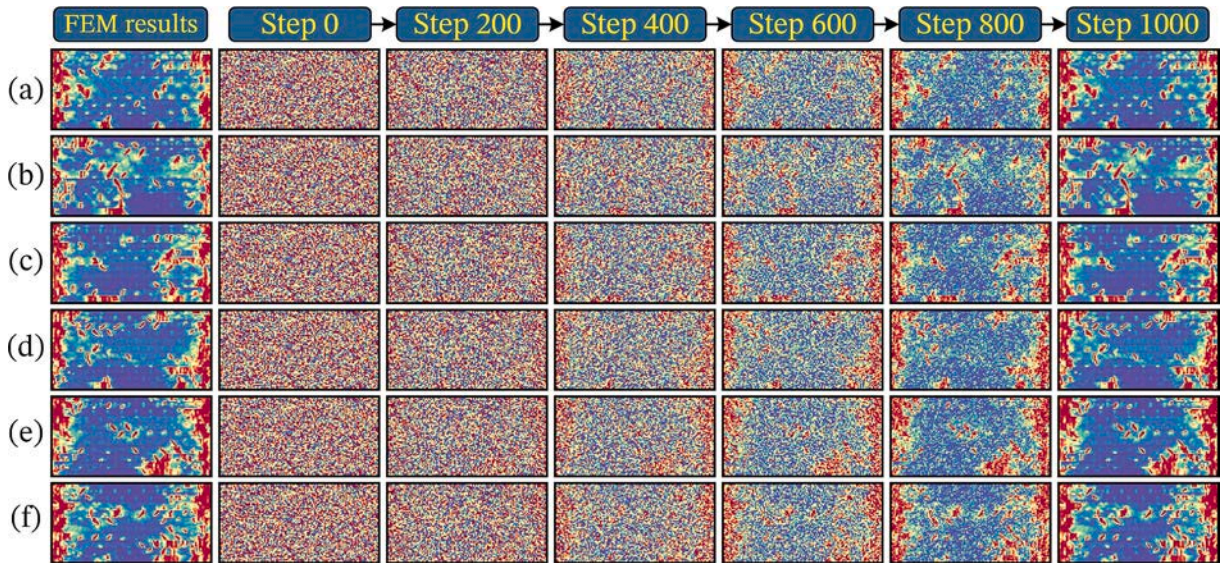 FEM results Step 0 Step 200 Step 400 Step 600 Step 800 Step 1000
(a)
(b)
(c)
(d)
(e)
(f)